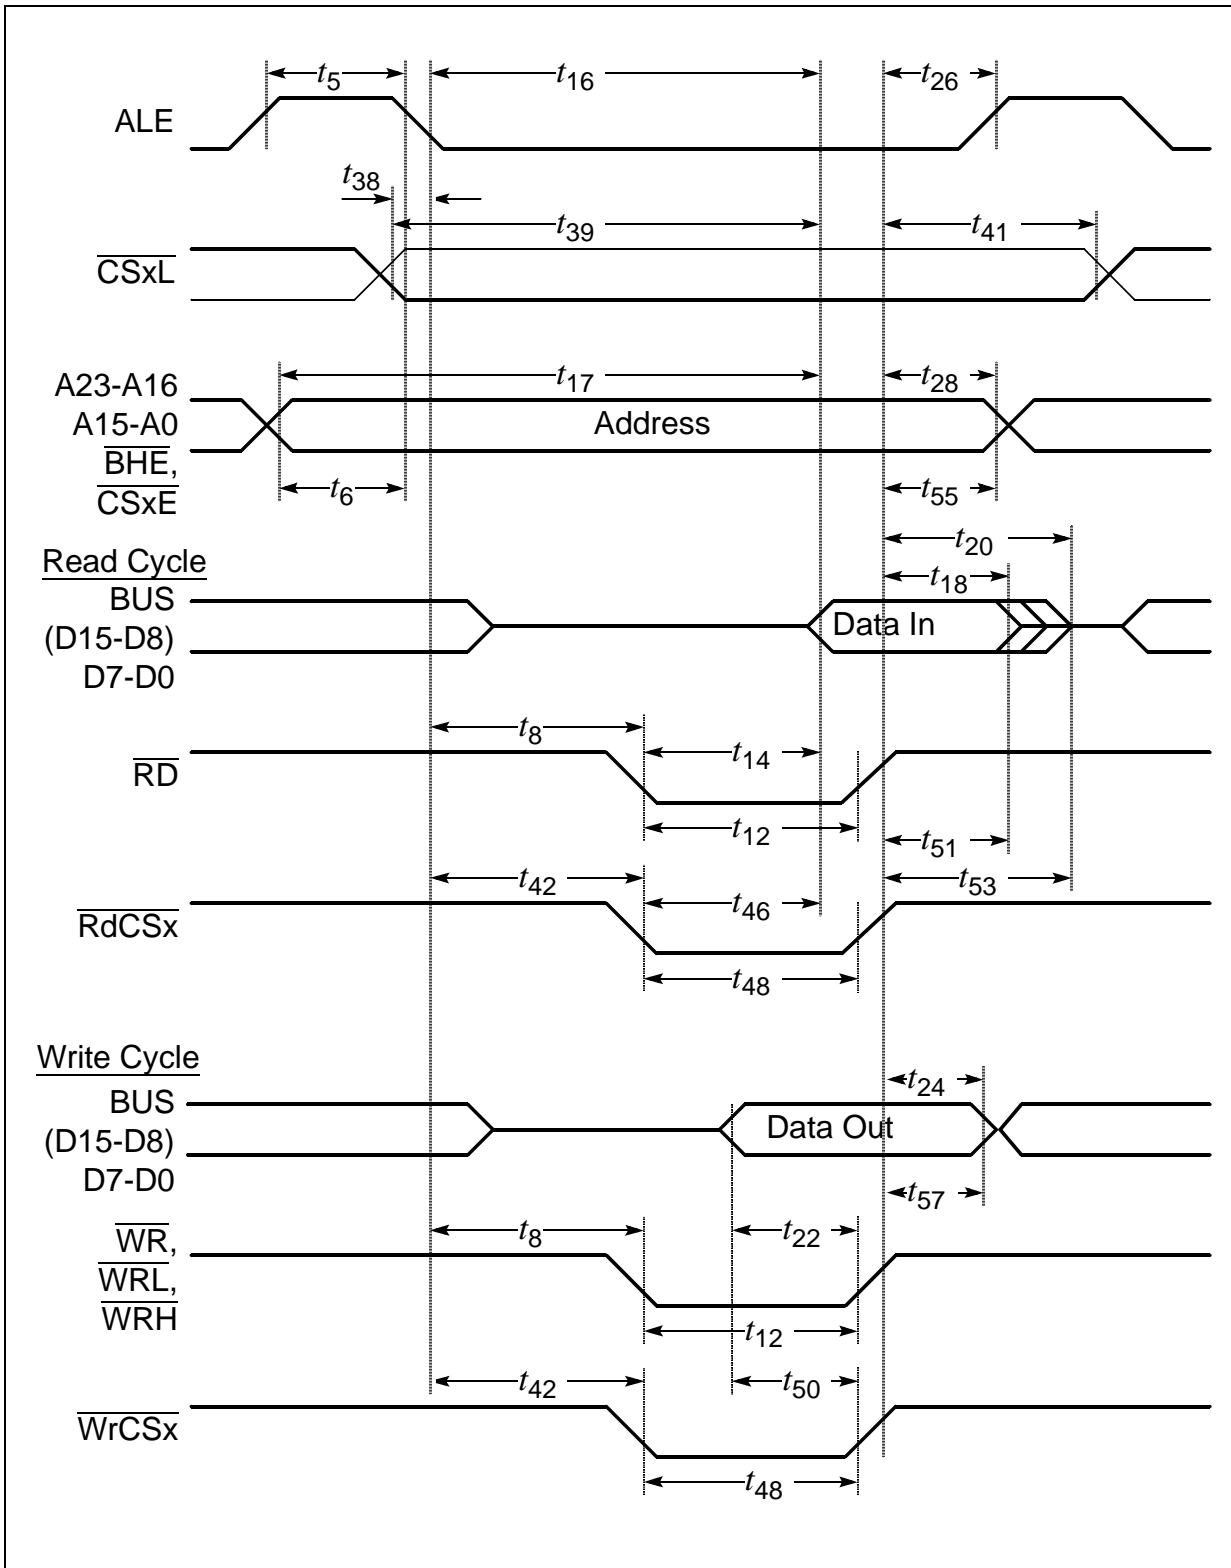 t5
t16
t26
ALE
t38
t39
t41
CSxL
A23-A16
t17
t28
A15-A0
Address
BHE,
t6
t55
CSxE
t20
Read Cycle
t18
BUS
(D15-D8)
Data In
D7-D0
t8
t14
RD
t12
t51
t42
t53
t46
RdCSx
t48
Write Cycle
t24
BUS
(D15-D8)
Data Out
D7-D0
t57
WR,
t8
t22
WRL,
WRH
t12
t42
t50
WrCSx
t48